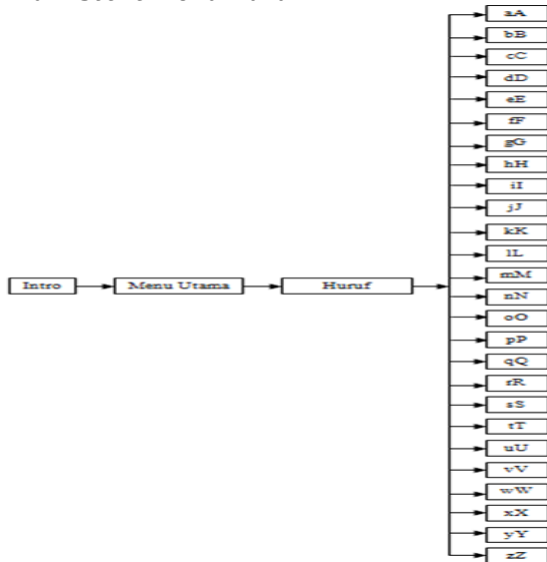 aA
bB
cC
dD
eE
fF
gG
hH
iI
jJ
kK
lL
mM
Intro
Menu Utama
Huruf
nN
oO
pP
qQ
rR
sS
tT
uU
vV
wW
xX
yY
zZ